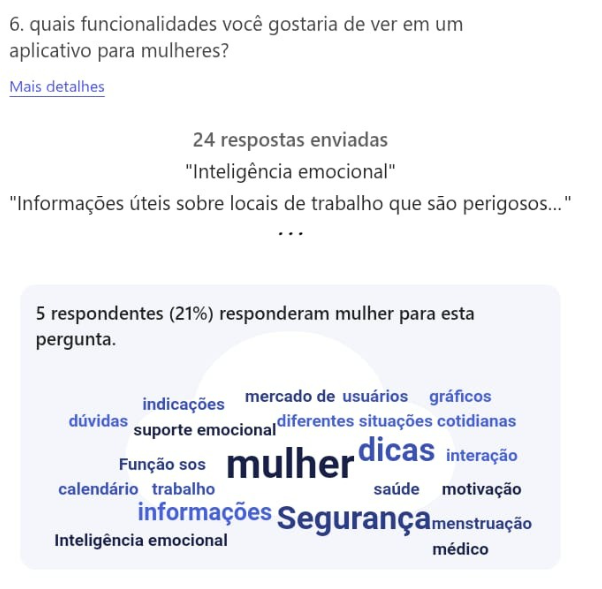 6. quais funcionalidades você gostaria de ver em um
aplicativo para mulheres?
Mais detalhes
24 respostas enviadas
"Inteligência emocional"
"Informações úteis sobre locais de trabalho que são perigosos..."
...
5 respondentes (21%) responderam mulher para esta
pergunta.
indicações mercado de usuários gráficos
dúvidas suporte emocional diferentes situações cotidianas
Função sos mulher dicas interação
calendário trabalho saúde motivação
informações Segurança menstruação
Inteligência emocional médico